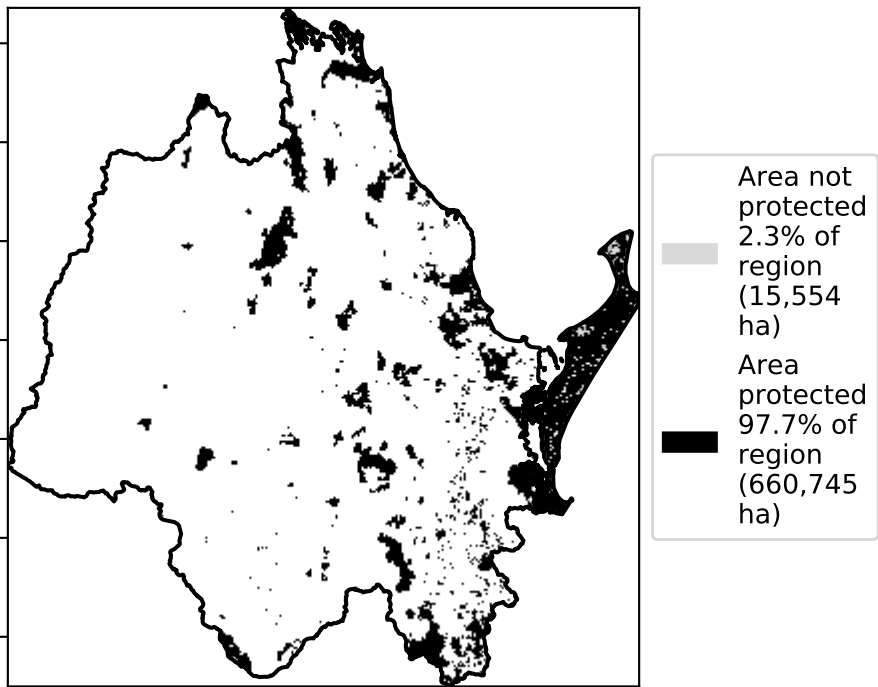 Area not
protected
2.3% of
region
(15,554
ha)
Area
protected
97.7% of
region
(660,745
ha)